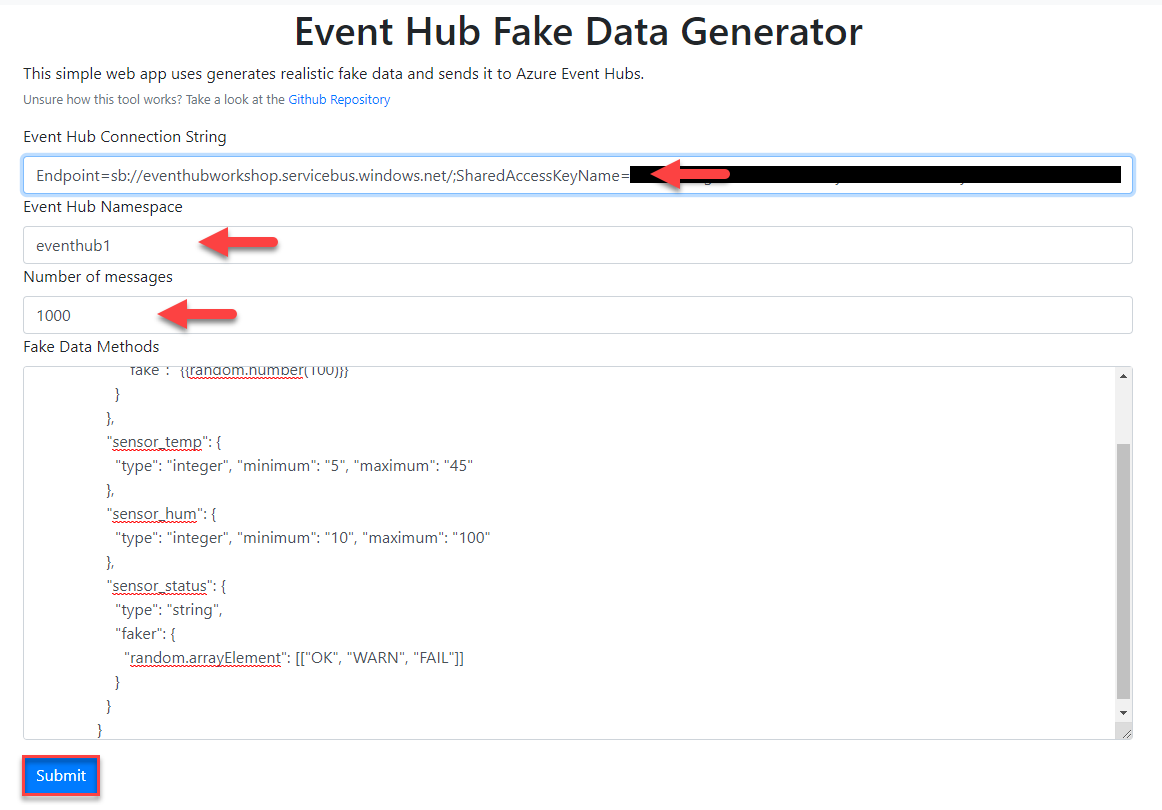 Event Hub Fake Data Generator
This simple web app uses generates realistic fake data and sends it to Azure Event Hubs.
Unsure how this tool works? Take a look at the Github Repository
Event Hub Connection String
Endpoint=sb://eventhubworkshop.servicebus.windows.net/;SharedAccessKeyName=
Event Hub Namespace
eventhub1
Number of messages
1000
Fake Data Methods
"fake": "{{random.number(100)}}"
}
},
"sensor_temp": {
"type": "integer", "minimum": "5", "maximum": "45"
},
"sensor_hum": {
"type": "integer", "minimum": "10", "maximum": "100"
},
"sensor_status": {
"type": "string",
"faker": {
"random.arrayElement": [["OK", "WARN", "FAIL"]]
}
}
}
Submit